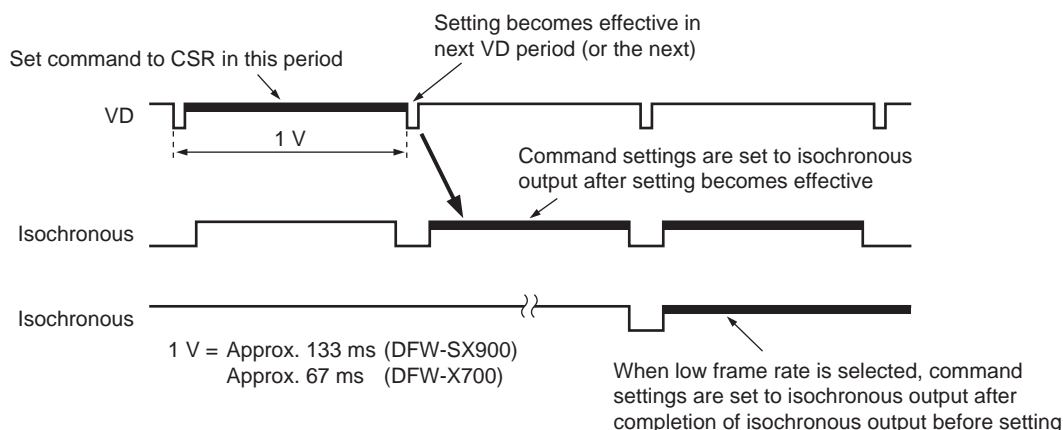 Setting becomes effective in
next VD period (or the next)
Set command to CSR in this period
VD
1 V
Command settings are set to isochronous
output after setting becomes effective
Isochronous
Isochronous
1 V = Approx. 133 ms (DFW-SX900)
Approx. 67 ms (DFW-X700)
When low frame rate is selected, command
settings are set to isochronous output after
completion of isochronous output before setting